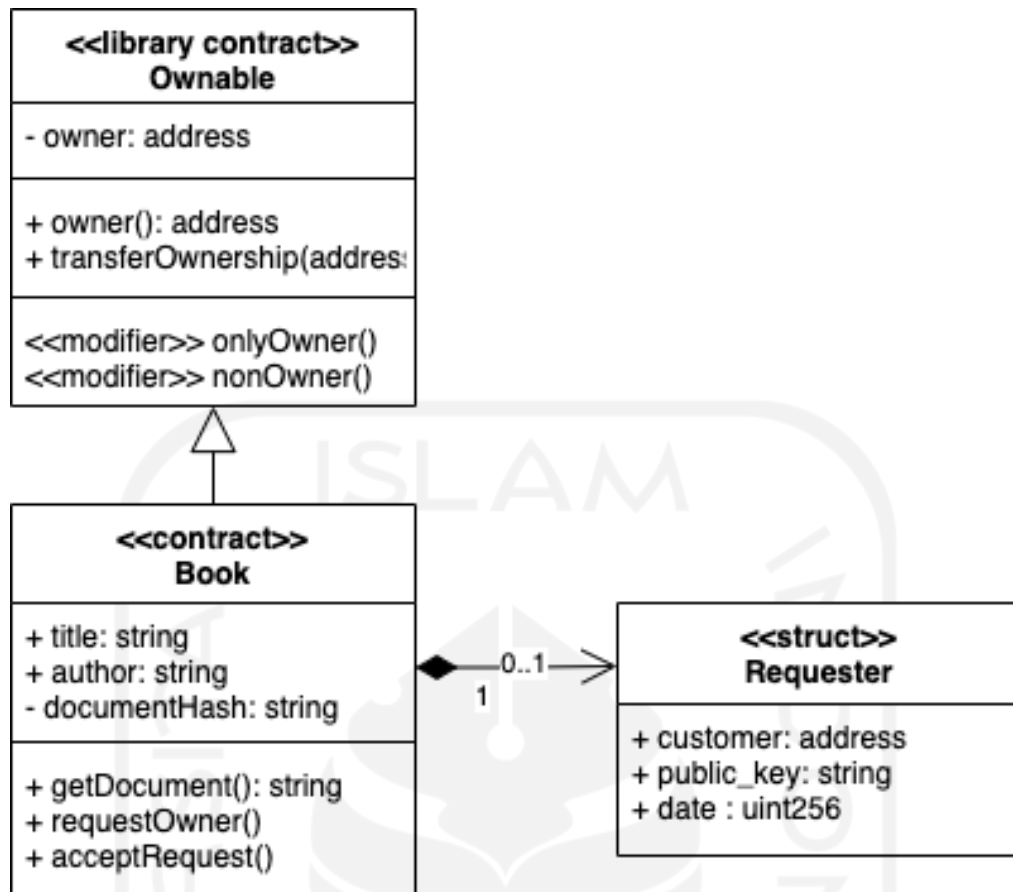 <<library contract>>
Ownable
- owner: address
+ owner(): address
+ transferOwnership(address
<<modifier>> onlyOwner()
<<modifier>> nonOwner()
ISLAM
<<contract>>
Book
+ title: string
+ author: string
- documentHash: string
+ getDocument(): string
+ requestOwner()
+ acceptRequest()
0..1
1
<<struct>>
Requester
+ customer: address
+ public_key: string
+ date : uint256